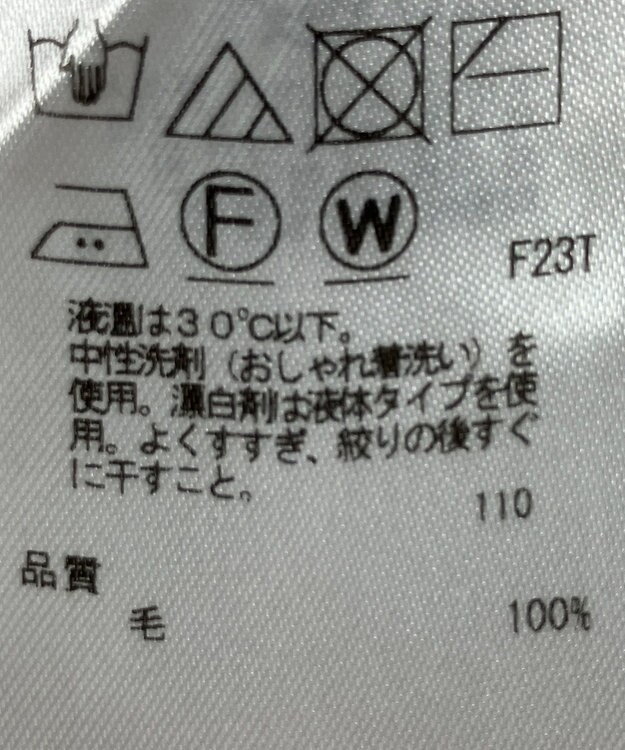 F
W
F23T
液温は30℃以下。
中性洗剤（おしゃれ着洗い）を
使用。漂白剤は液体タイプを使
用。よくすすぎ、絞りの後すぐ
に干すこと。
110
品質
毛 100%